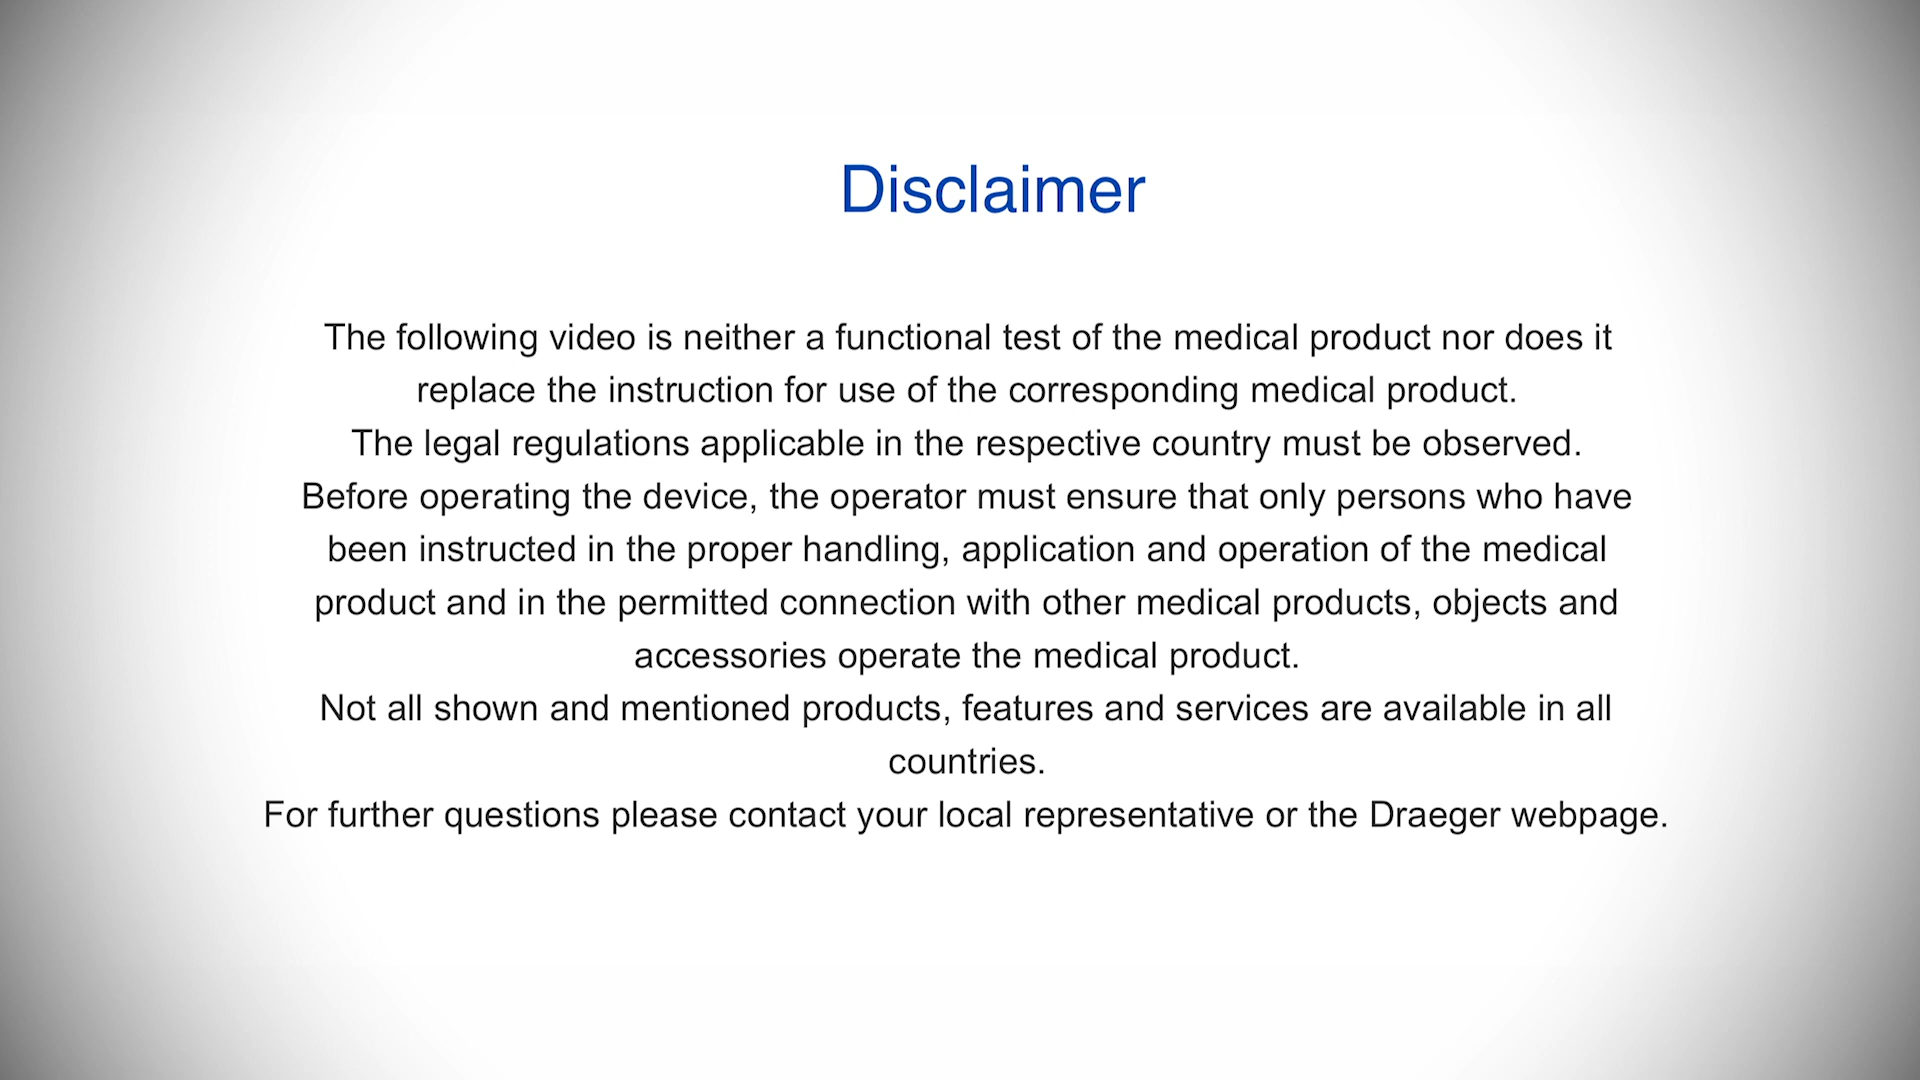 Disclaimer
The following video is neither a functional test of the medical product nor does it
replace the instruction for use of the corresponding medical product.
The legal regulations applicable in the respective country must be observed.
Before operating the device, the operator must ensure that only persons who have
been instructed in the proper handling, application and operation of the medical
product and in the permitted connection with other medical products, objects and
accessories operate the medical product.
Not all shown and mentioned products, features and services are available in all
countries.
For further questions please contact your local representative or the Draeger webpage.